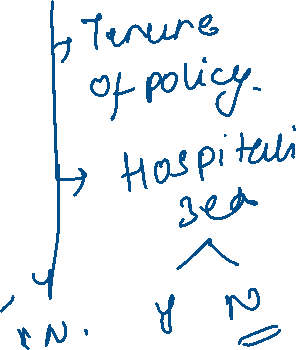 Tenure
of policy.
Hospitali
zed
Y N
Y N.